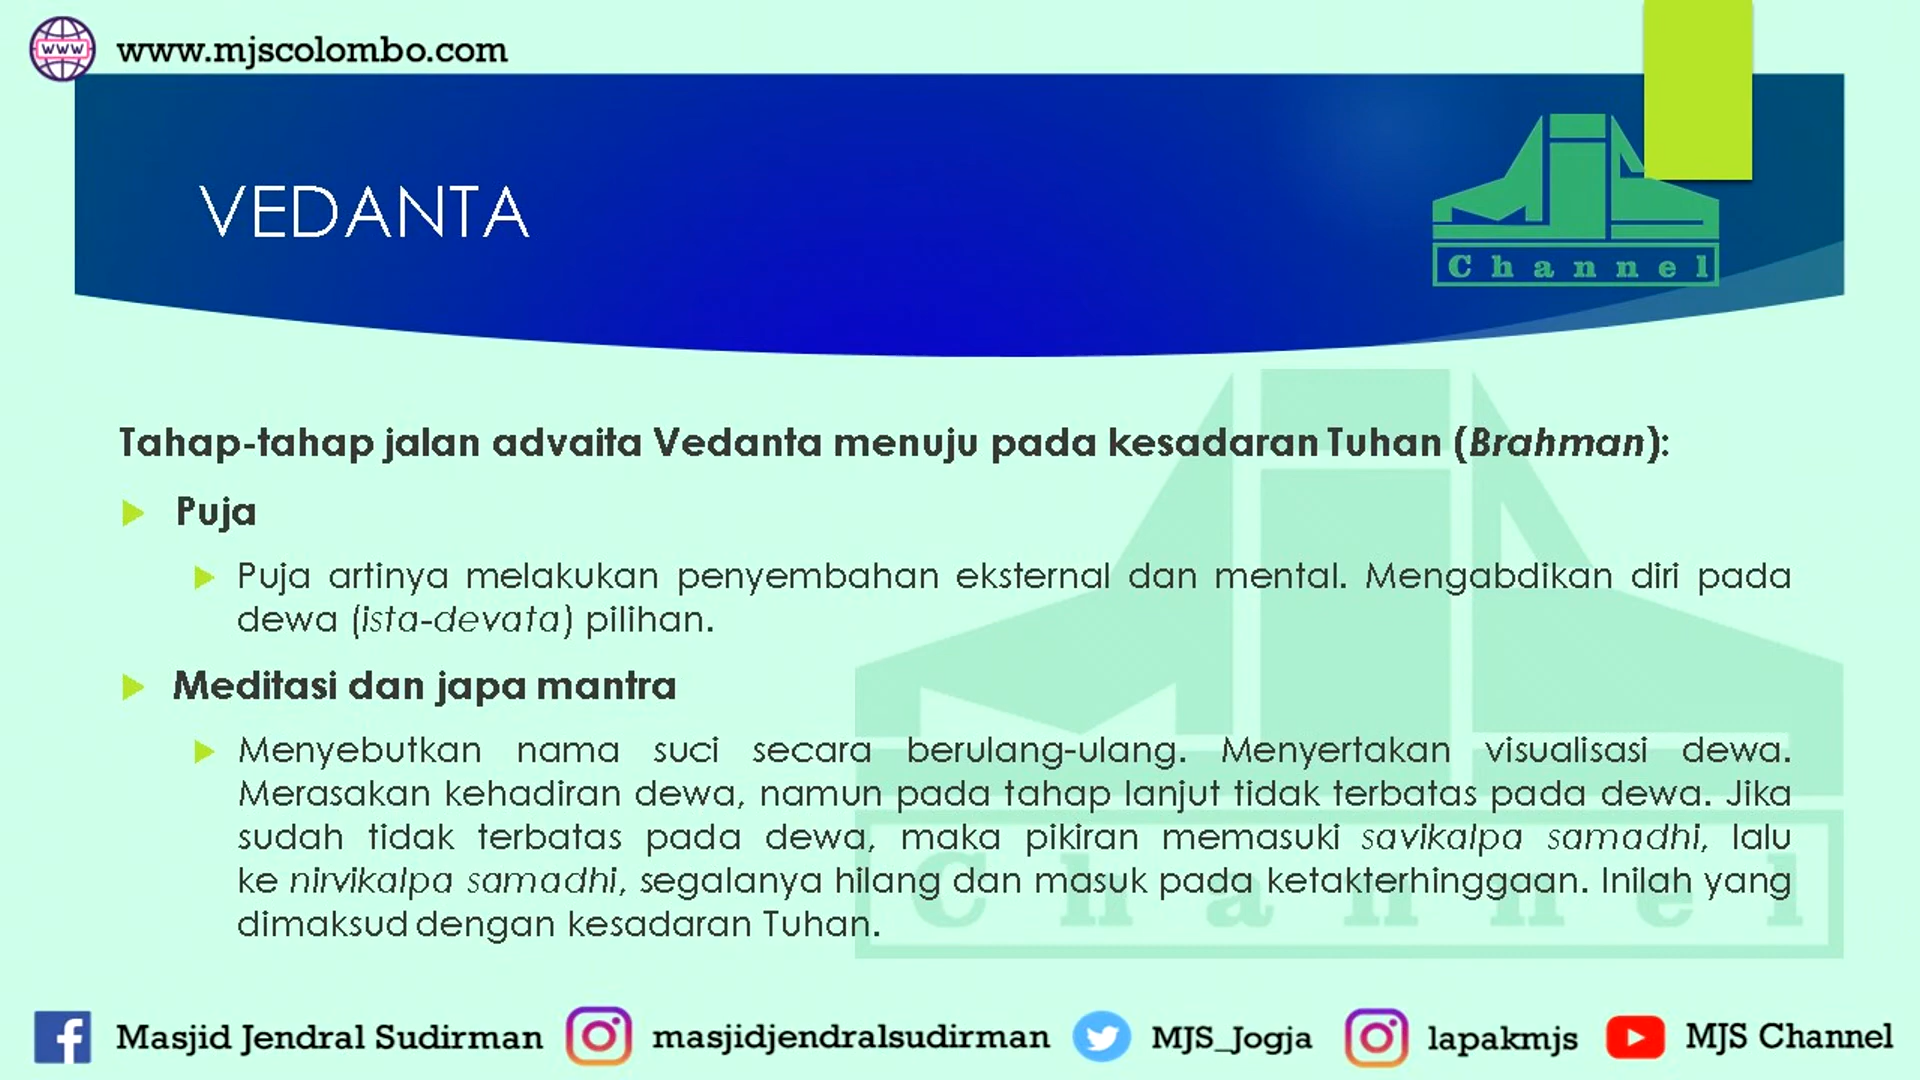 www.mjscolombo.com
VEDANTA
MJS
Channel
Tahap-tahap jalan advaita Vedanta menuju pada kesadaran Tuhan (Brahman):
Puja
Puja artinya melakukan penyembahan eksternal dan mental. Mengabdikan diri pada
dewa (ista-devata) pilihan.
Meditasi dan japa mantra
Menyebutkan nama suci secara berulang-ulang. Menyertakan visualisasi dewa.
Merasakan kehadiran dewa, namun pada tahap lanjut tidak terbatas pada dewa. Jika
sudah tidak terbatas pada dewa, maka pikiran memasuki savikalpa samadhi, lalu
ke nirvikalpa samadhi, segalanya hilang dan masuk pada ketakterhinggaan. Inilah yang
dimaksud dengan kesadaran Tuhan.
Channel
Masjid Jendral Sudirman masjidjendralsudirman MJS_Jogja lapakmjs MJS Channel